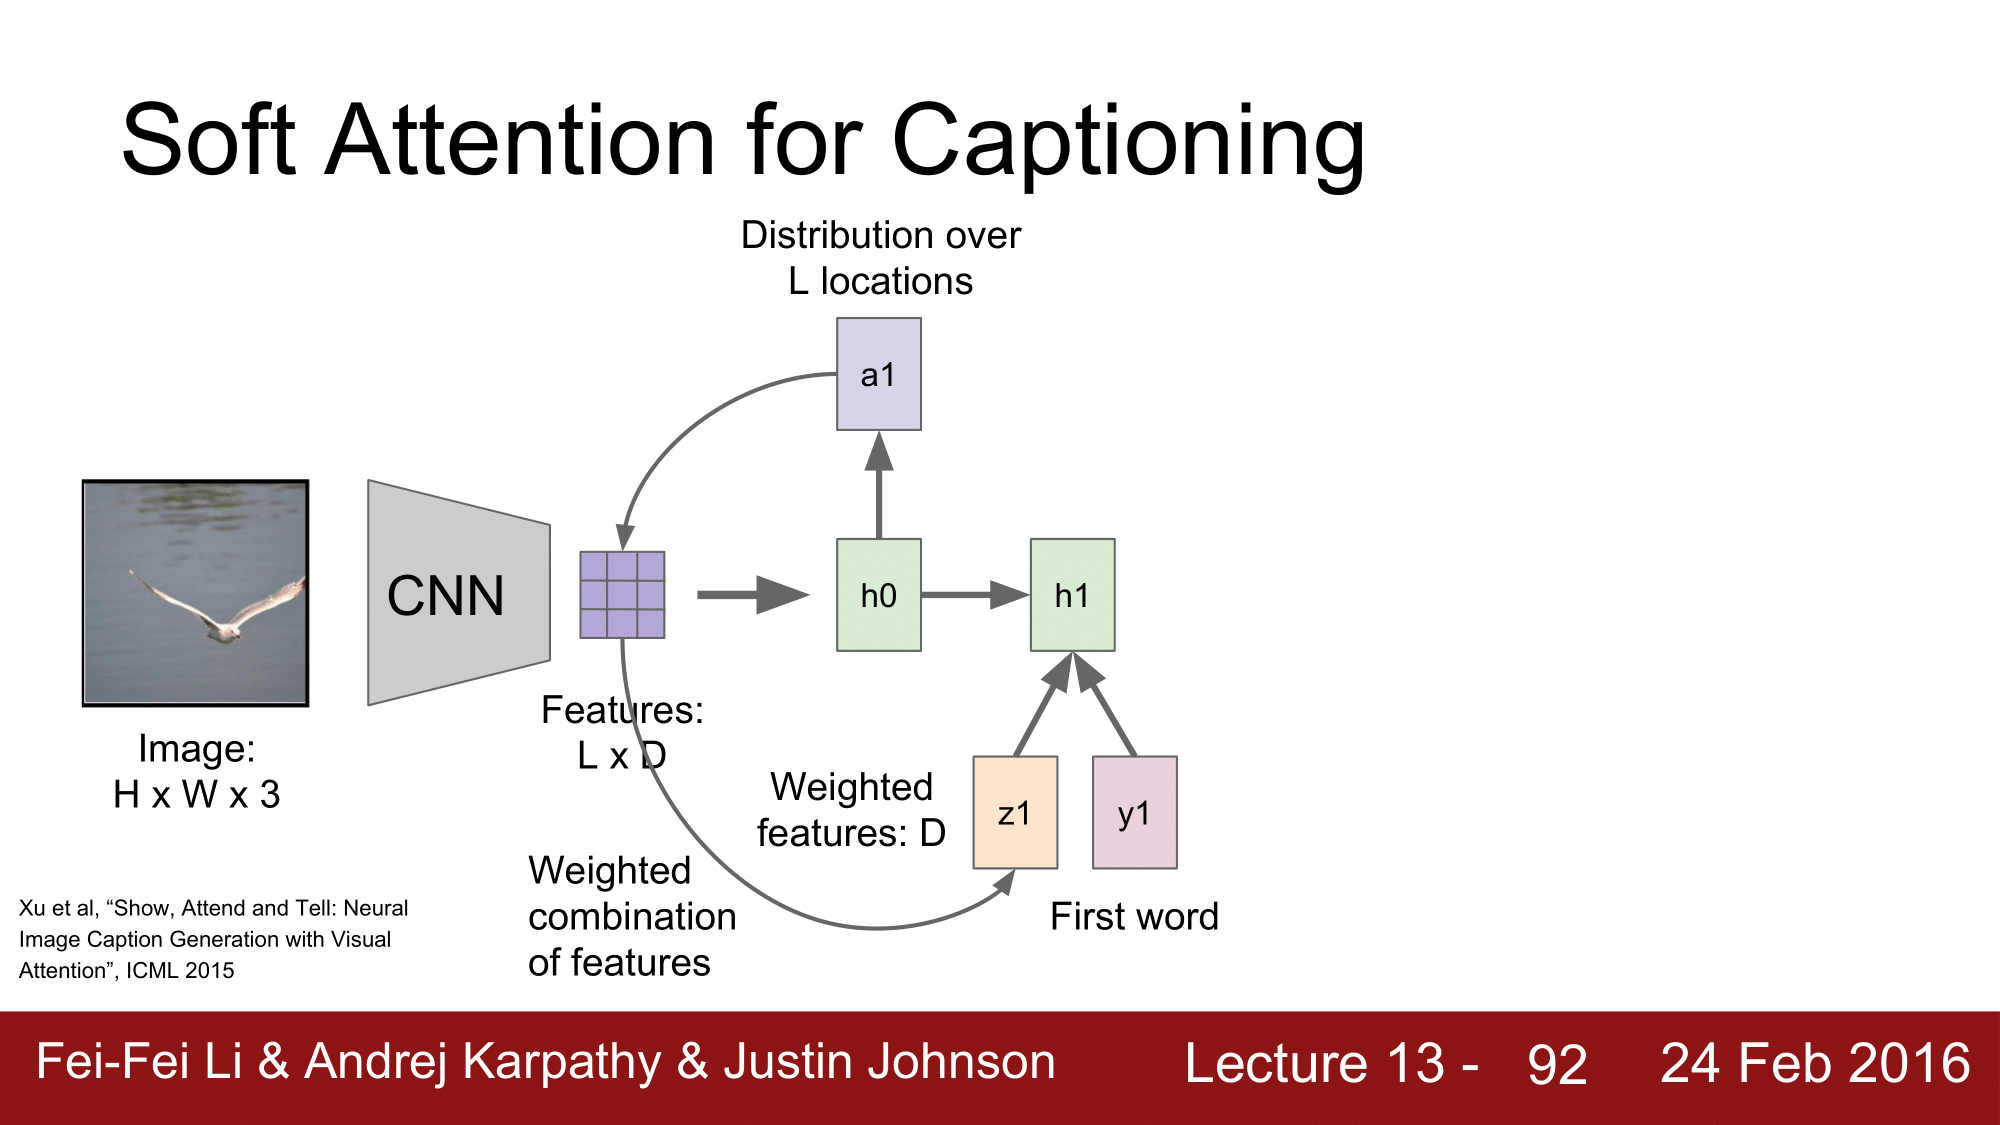 Soft Attention for Captioning
Distribution over
L locations
a1
CNN
h0
h1
Features:
L x D
Image:
H x W x 3
Weighted
features: D
z1
y1
Weighted
combination
of features
First word
Xu et al, “Show, Attend and Tell: Neural
Image Caption Generation with Visual
Attention”, ICML 2015
Fei-Fei Li & Andrej Karpathy & Justin Johnson
Lecture 13 - 92
24 Feb 2016